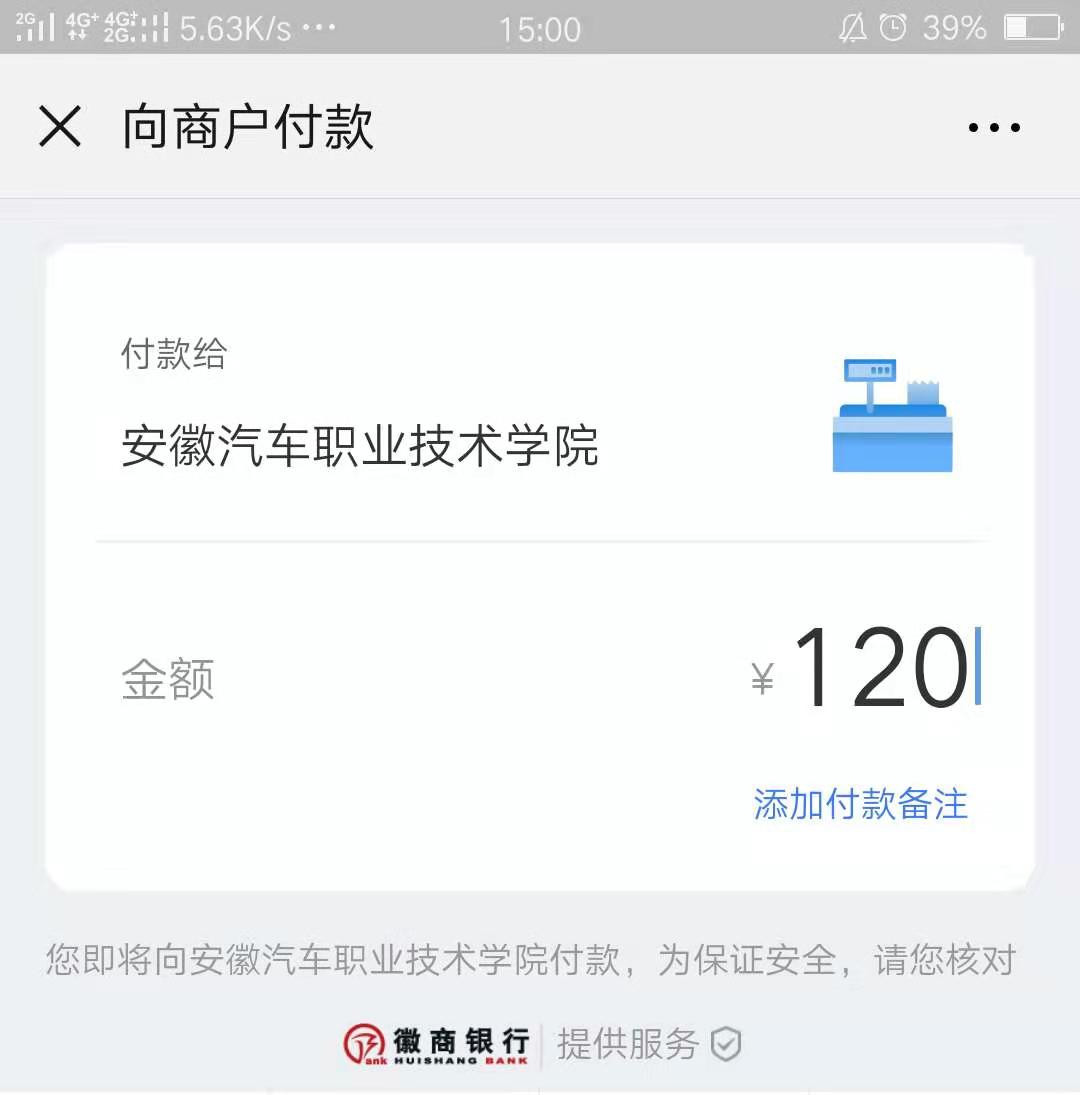 2G 4G+ 4G+ 2G 5.63K/s ··· 15:00 39%
向商户付款
付款给
安徽汽车职业技术学院
金额 ¥ 120
添加付款备注
您即将向安徽汽车职业技术学院付款，为保证安全，请您核对
徽商银行 提供服务
ank HUISHANG BANK